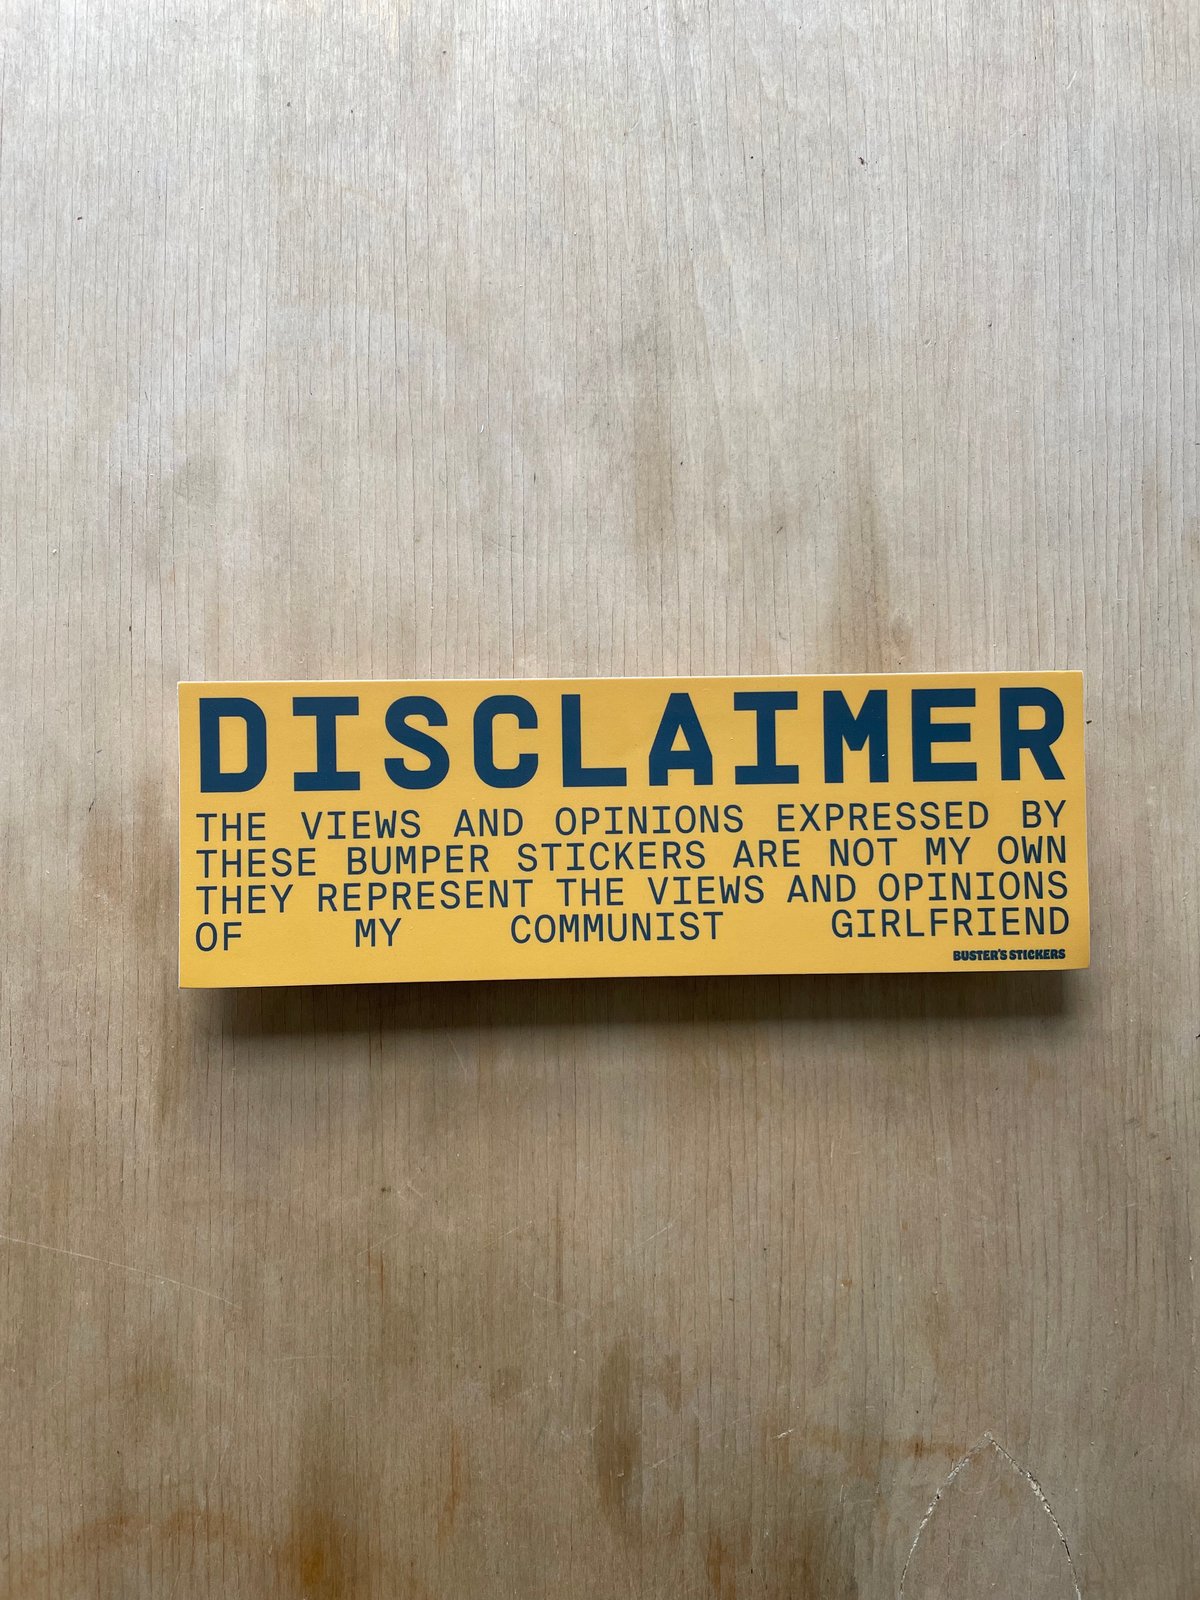 DISCLAIMER
THE VIEWS AND OPINIONS EXPRESSED BY
THESE BUMPER STICKERS ARE NOT MY OWN
THEY REPRESENT THE VIEWS AND OPINIONS
OF MY COMMUNIST GIRLFRIEND
BUSTER'S STICKERS